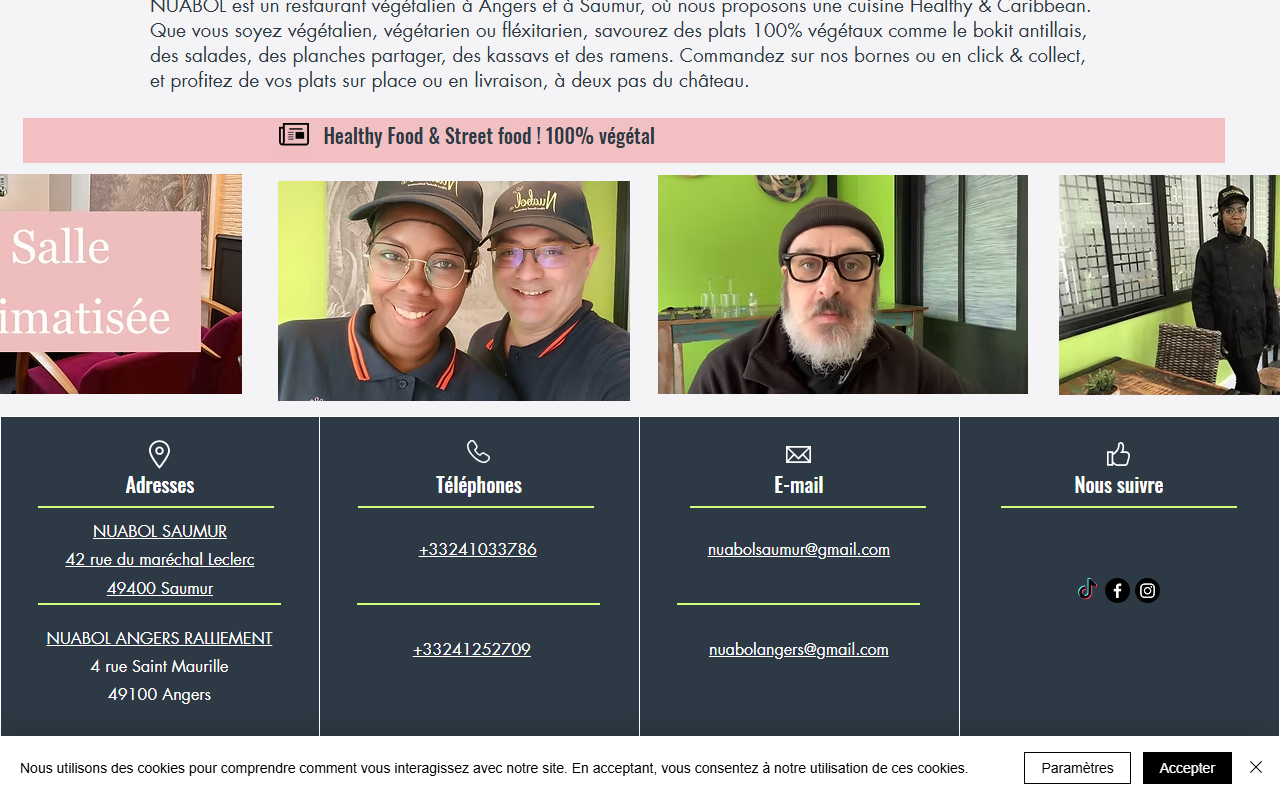 NUABOL est un restaurant végétalien à Angers et à Saumur, où nous proposons une cuisine Healthy & Caribbean.
Que vous soyez végétalien, végétarien ou fléxitarien, savourez des plats 100% végétaux comme le bokit antillais,
des salades, des planches partager, des kassavs et des ramens. Commandez sur nos bornes ou en click & collect,
et profitez de vos plats sur place ou en livraison, à deux pas du château.
Healthy Food & Street food ! 100% végétal
Salle
imatisée
Nuabol
Adresses
NUABOL SAUMUR
42 rue du maréchal Leclerc
49400 Saumur
NUABOL ANGERS RALLIEMENT
4 rue Saint Maurille
49100 Angers
Téléphones
+33241033786
+33241252709
E-mail
nuabolsaumur@gmail.com
nuabolangers@gmail.com
Nous suivre
Nous utilisons des cookies pour comprendre comment vous interagissez avec notre site. En acceptant, vous consentez à notre utilisation de ces cookies.
Paramètres
Accepter